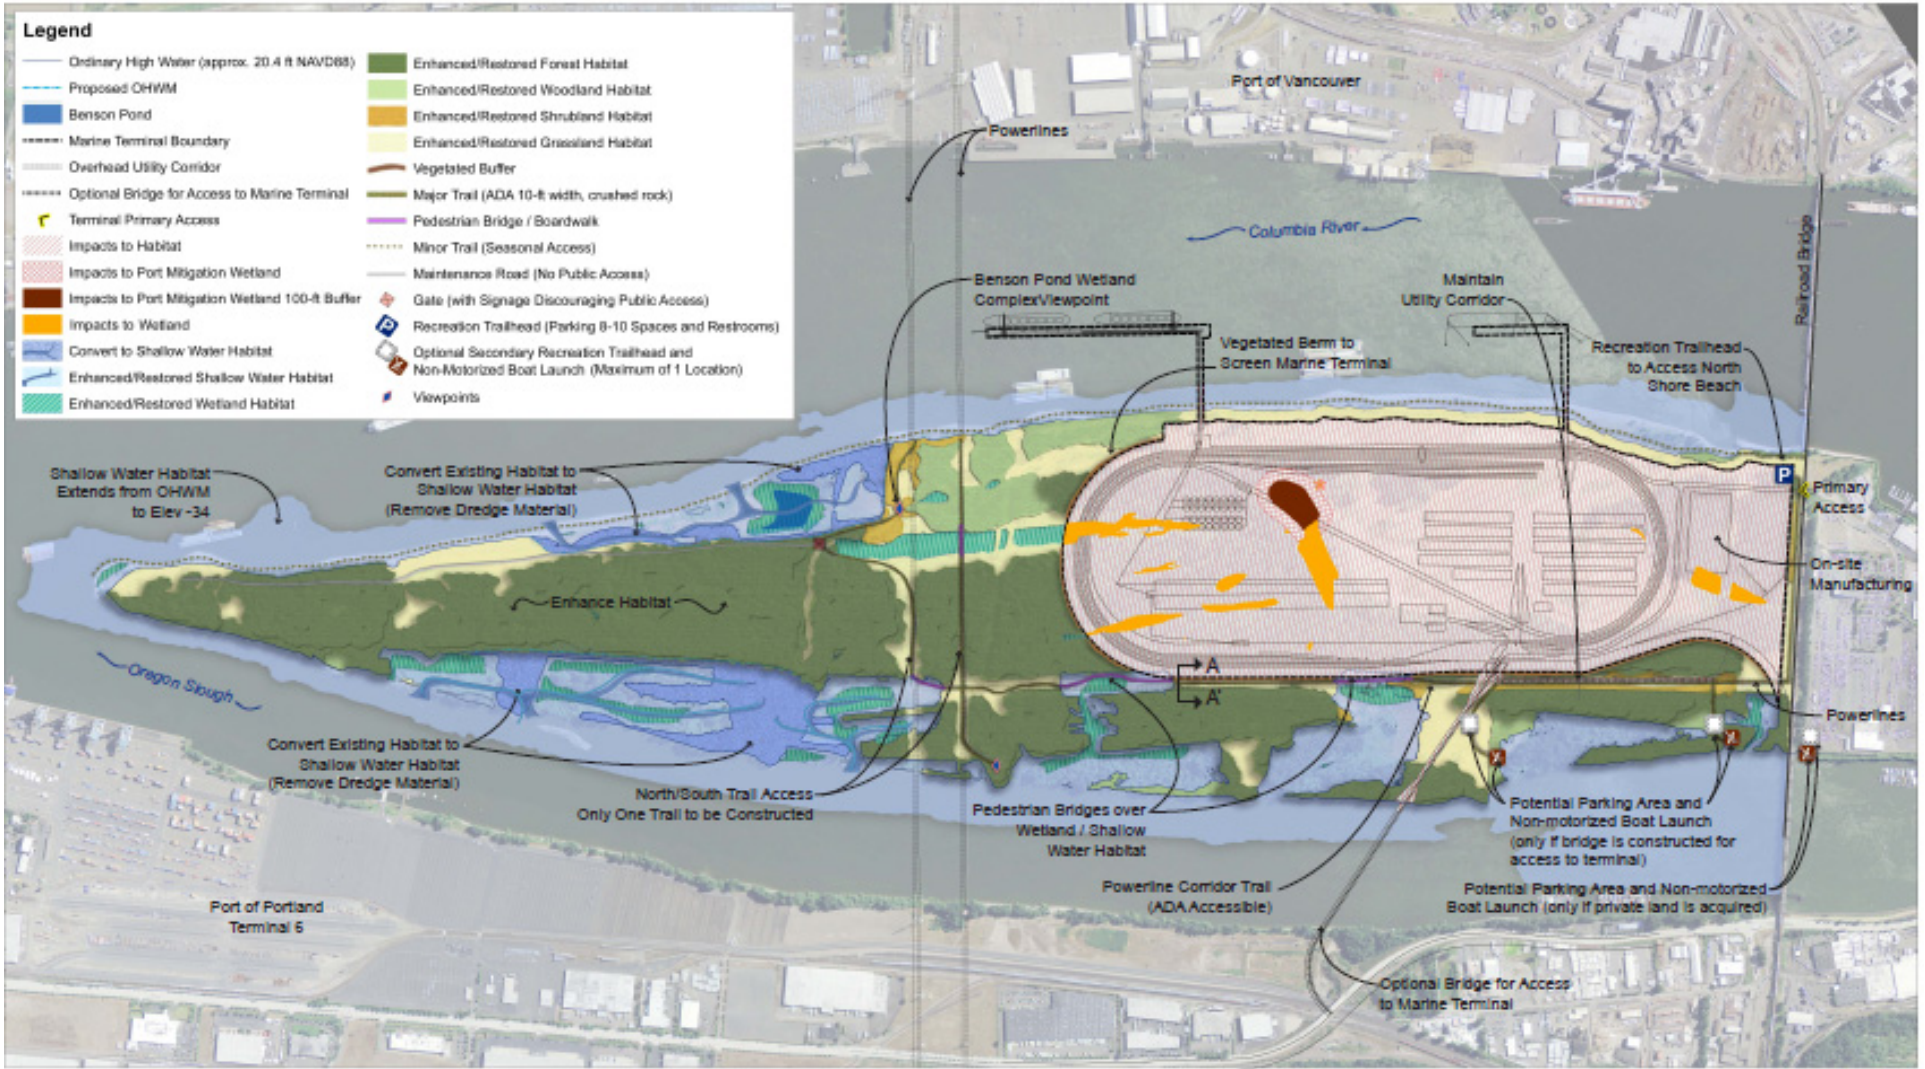 Legend
Ordinary High Water (approx. 20.4 ft NAVD88)
Proposed OHWM
Benson Pond
Marine Terminal Boundary
Overhead Utility Corridor
Optional Bridge for Access to Marine Terminal
Terminal Primary Access
Impacts to Habitat
Impacts to Port Mitigation Wetland
Impacts to Port Mitigation Wetland 100-ft Buffer
Impacts to Wetland
Convert to Shallow Water Habitat
Enhanced/Restored Shallow Water Habitat
Enhanced/Restored Wetland Habitat
Enhanced/Restored Forest Habitat
Enhanced/Restored Woodland Habitat
Enhanced/Restored Shrubland Habitat
Enhanced/Restored Grassland Habitat
Vegetated Buffer
Major Trail (ADA 10-ft width, crushed rock)
Pedestrian Bridge / Boardwalk
Minor Trail (Seasonal Access)
Maintenance Road (No Public Access)
Gate (with Signage Discouraging Public Access)
P
Recreation Trailhead (Parking 8-10 Spaces and Restrooms)
Optional Secondary Recreation Trailhead and
Non-Motorized Boat Launch (Maximum of 1 Location)
Viewpoints
Port of Vancouver
Powerlines
Columbia River
Railroad Bridge
Benson Pond Wetland
ComplexViewpoint
Maintain
Utility Corridor
Vegetated Berm to
Screen Marine Terminal
Recreation Trailhead
to Access North
Shore Beach
P
Shallow Water Habitat
Extends from OHWM
to Elev -34
Convert Existing Habitat to
Shallow Water Habitat
(Remove Dredge Material)
Primary
Access
On-site
Manufacturing
Enhance Habitat
Oregon Slough
A
A'
Powerlines
Convert Existing Habitat to
Shallow Water Habitat
(Remove Dredge Material)
North/South Trail Access
Only One Trail to be Constructed
Pedestrian Bridges over
Wetland / Shallow
Water Habitat
Potential Parking Area and
Non-motorized Boat Launch
(only if bridge is constructed for
access to terminal)
Powerline Corridor Trail
(ADA Accessible)
Potential Parking Area and Non-motorized
Boat Launch (only if private land is acquired)
Port of Portland
Terminal 6
Optional Bridge for Access
to Marine Terminal